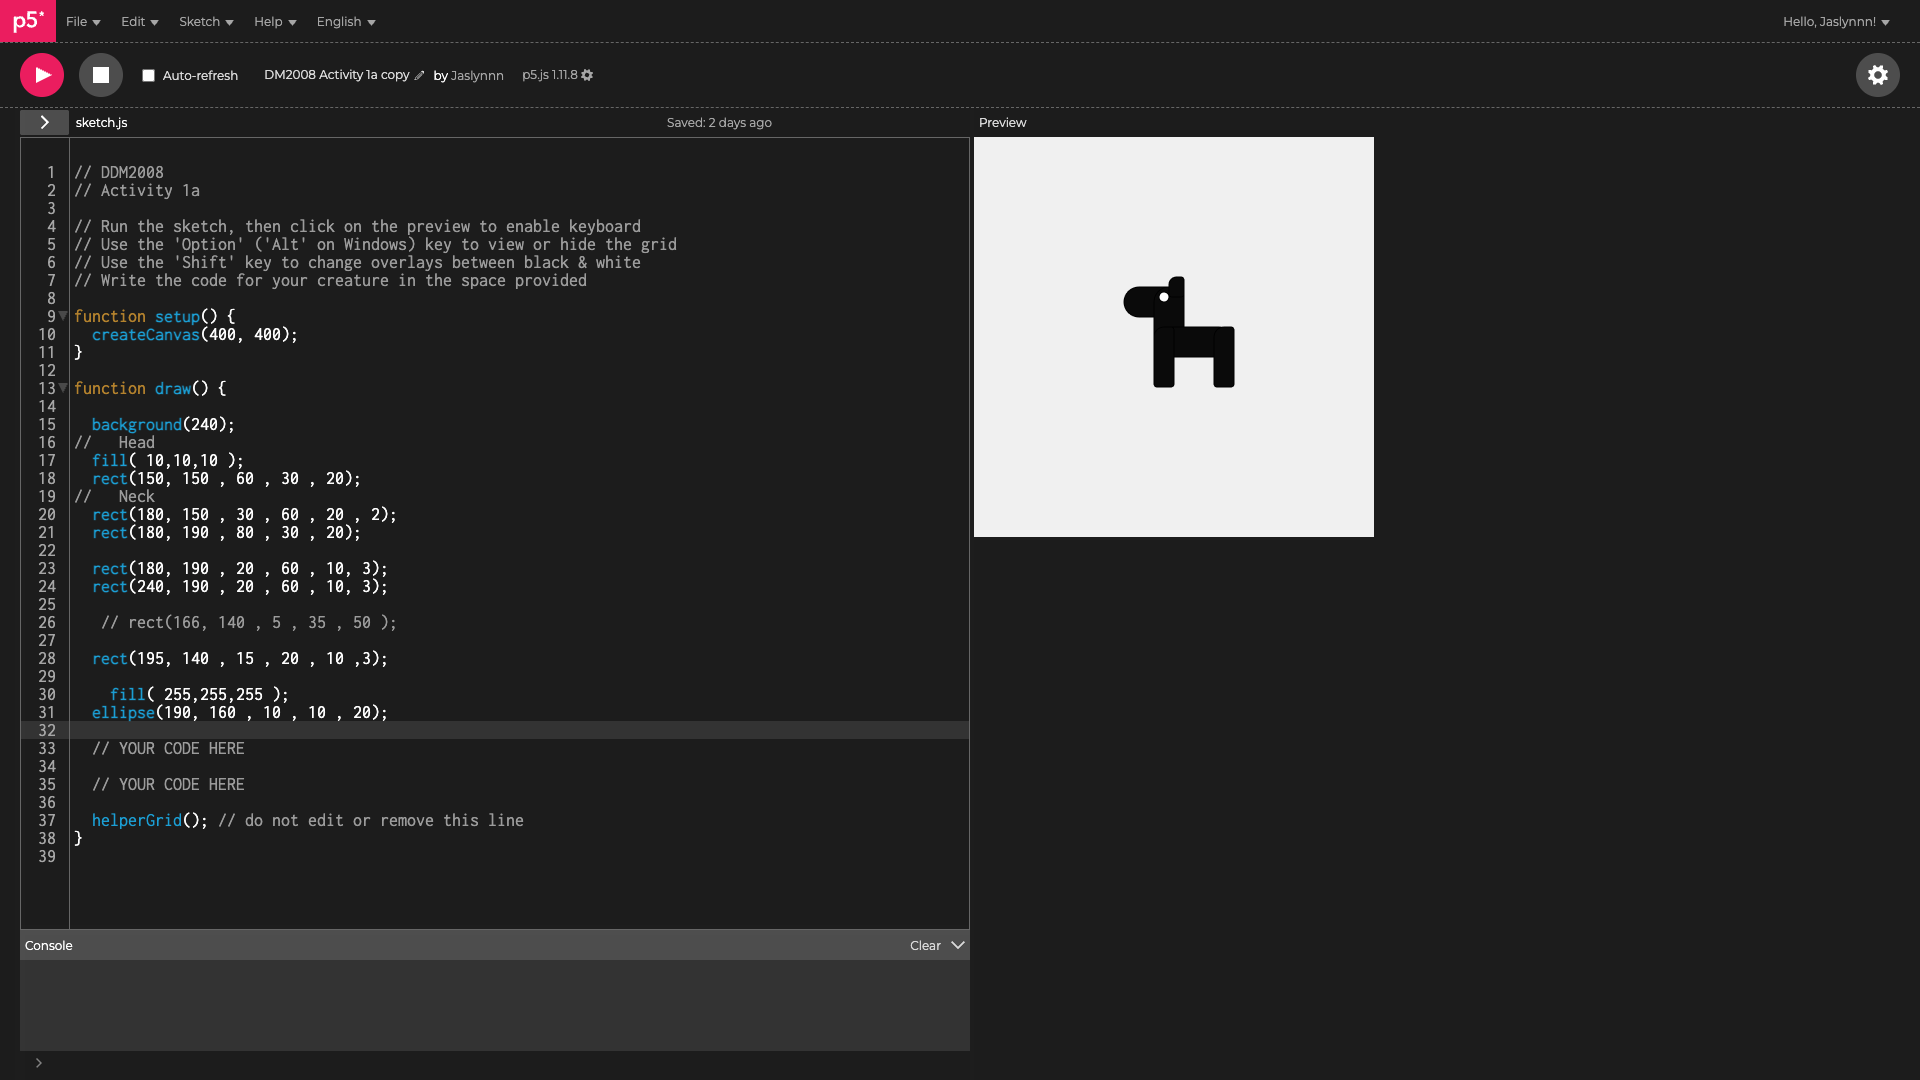 p5*
File
Edit
Sketch
Help
English
Hello, Jaslynnn!
Auto-refresh
DM2008 Activity 1a copy by Jaslynnn p5.js 1.11.8
sketch.js
Saved: 2 days ago
Preview
1 // DDM2008
2 // Activity 1a
3
4 // Run the sketch, then click on the preview to enable keyboard
5 // Use the 'Option' ('Alt' on Windows) key to view or hide the grid
6 // Use the 'Shift' key to change overlays between black & white
7 // Write the code for your creature in the space provided
8
9 function setup() {
10 createCanvas(400, 400);
11 }
12
13 function draw() {
14
15 background(240);
16 // Head
17 fill( 10,10,10 );
18 rect(150, 150 , 60 , 30 , 20);
19 // Neck
20 rect(180, 150 , 30 , 60 , 20 , 2);
21 rect(180, 190 , 80 , 30 , 20);
22
23 rect(180, 190 , 20 , 60 , 10, 3);
24 rect(240, 190 , 20 , 60 , 10, 3);
25
26 // rect(166, 140 , 5 , 35 , 50 );
27
28 rect(195, 140 , 15 , 20 , 10 ,3);
29
30 fill( 255,255,255 );
31 ellipse(190, 160 , 10 , 10 , 20);
32
33 // YOUR CODE HERE
34
35 // YOUR CODE HERE
36
37 helperGrid(); // do not edit or remove this line
38 }
39
Console
Clear